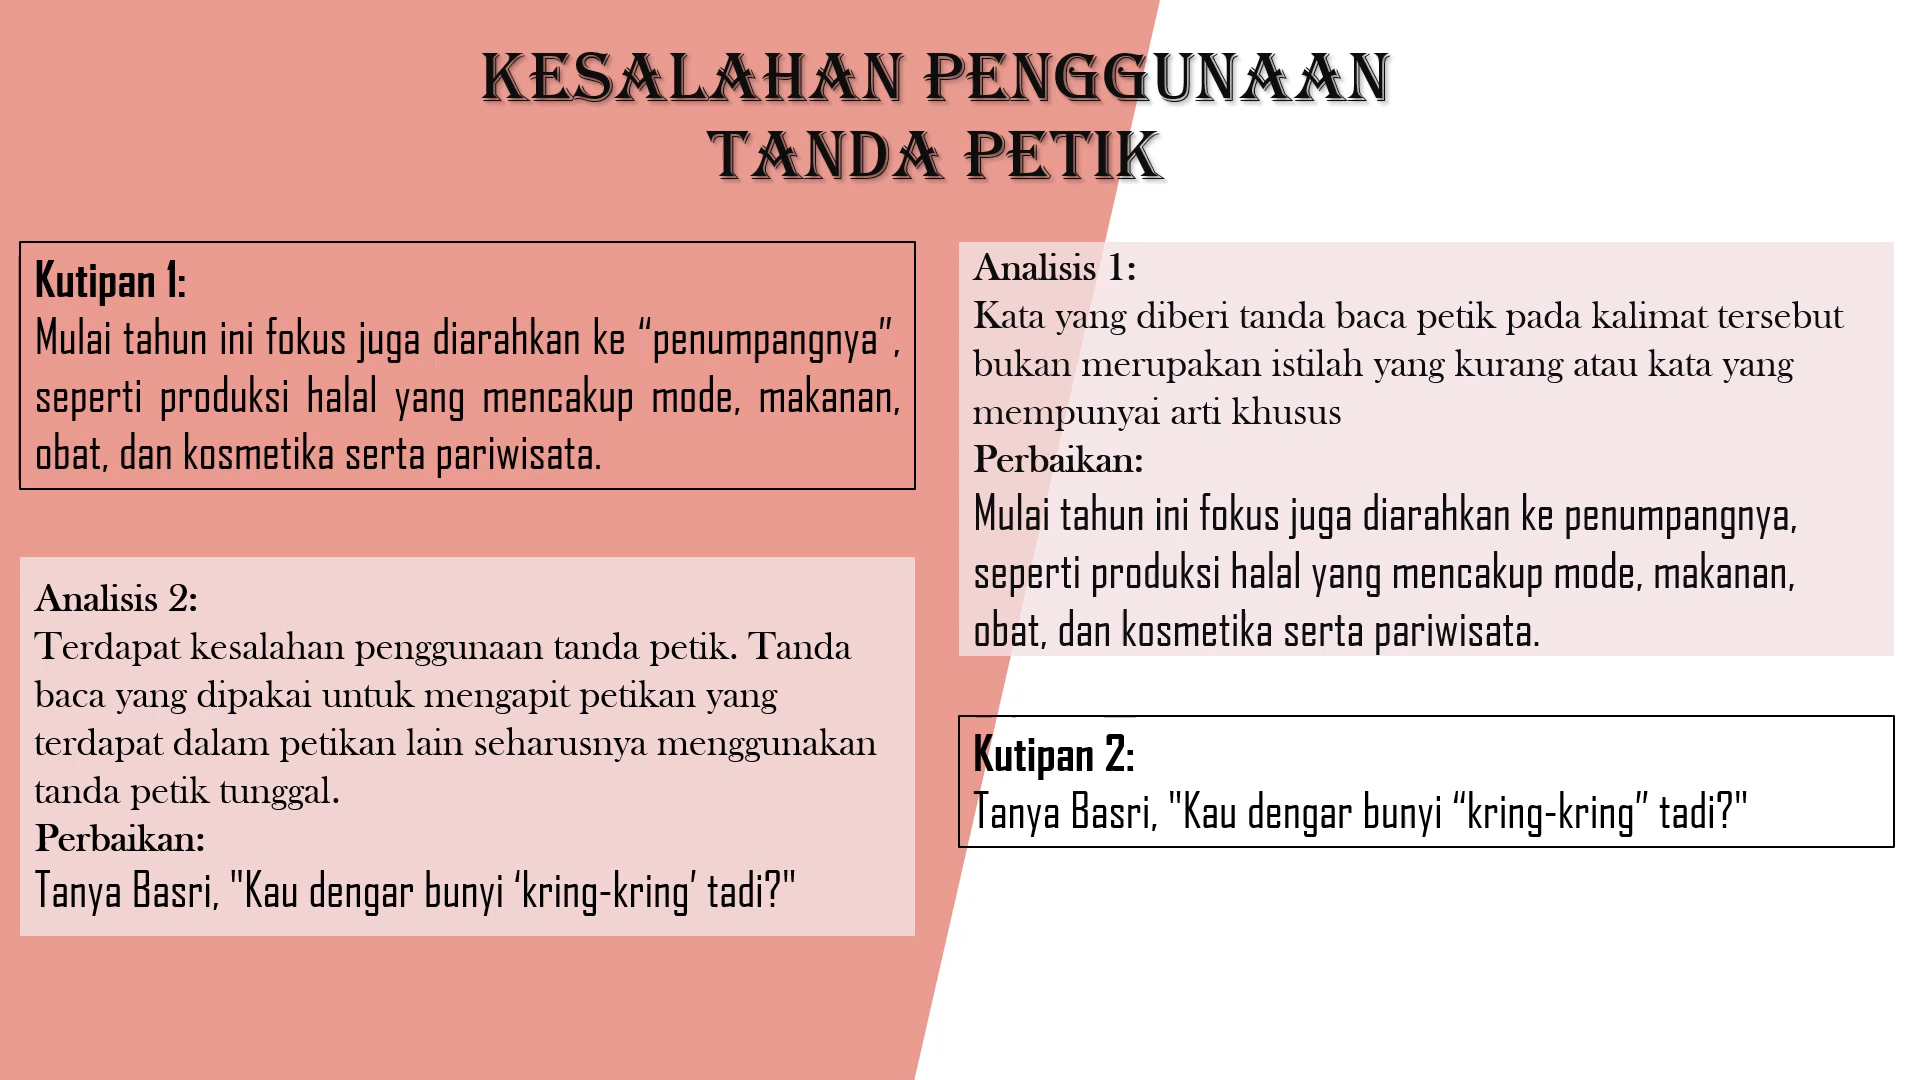 KESALAHAN PENGGUNAAN
TANDA PETIK
Kutipan 1:
Mulai tahun ini fokus juga diarahkan ke “penumpangnya”,
seperti produksi halal yang mencakup mode, makanan,
obat, dan kosmetika serta pariwisata.
Analisis 1:
Kata yang diberi tanda baca petik pada kalimat tersebut
bukan merupakan istilah yang kurang atau kata yang
mempunyai arti khusus
Perbaikan:
Mulai tahun ini fokus juga diarahkan ke penumpangnya,
seperti produksi halal yang mencakup mode, makanan,
obat, dan kosmetika serta pariwisata.
Kutipan 2:
Tanya Basri, "Kau dengar bunyi “kring-kring” tadi?"
Analisis 2:
Terdapat kesalahan penggunaan tanda petik. Tanda
baca yang dipakai untuk mengapit petikan yang
terdapat dalam petikan lain seharusnya menggunakan
tanda petik tunggal.
Perbaikan:
Tanya Basri, "Kau dengar bunyi ‘kring-kring’ tadi?"